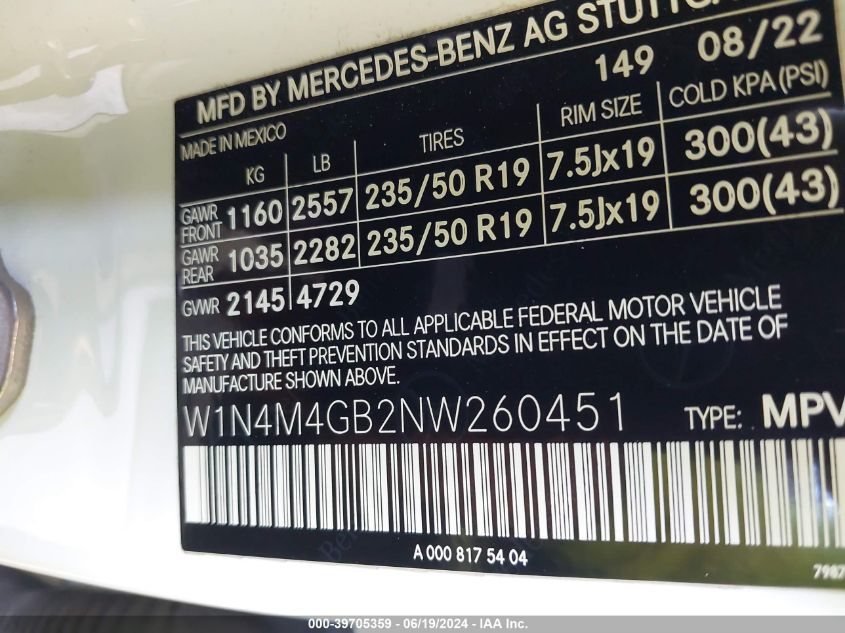 MFD BY MERCEDES-BENZ AG STUTTG
149 08/22
MADE IN MEXICO
KG LB TIRES RIM SIZE COLD KPA (PSI)
GAWR FRONT 1160 2557 235/50 R19 7.5Jx19 300(43)
GAWR REAR 1035 2282 235/50 R19 7.5Jx19 300(43)
GVWR 2145 4729
THIS VEHICLE CONFORMS TO ALL APPLICABLE FEDERAL MOTOR VEHICLE
SAFETY AND THEFT PREVENTION STANDARDS IN EFFECT ON THE DATE OF
MANUFACTURE SHOWN ABOVE.
W1N4M4GB2NW260451 TYPE: MPV
A 000 817 54 04
7987
000-39705359 - 06/19/2024 - IAA Inc.